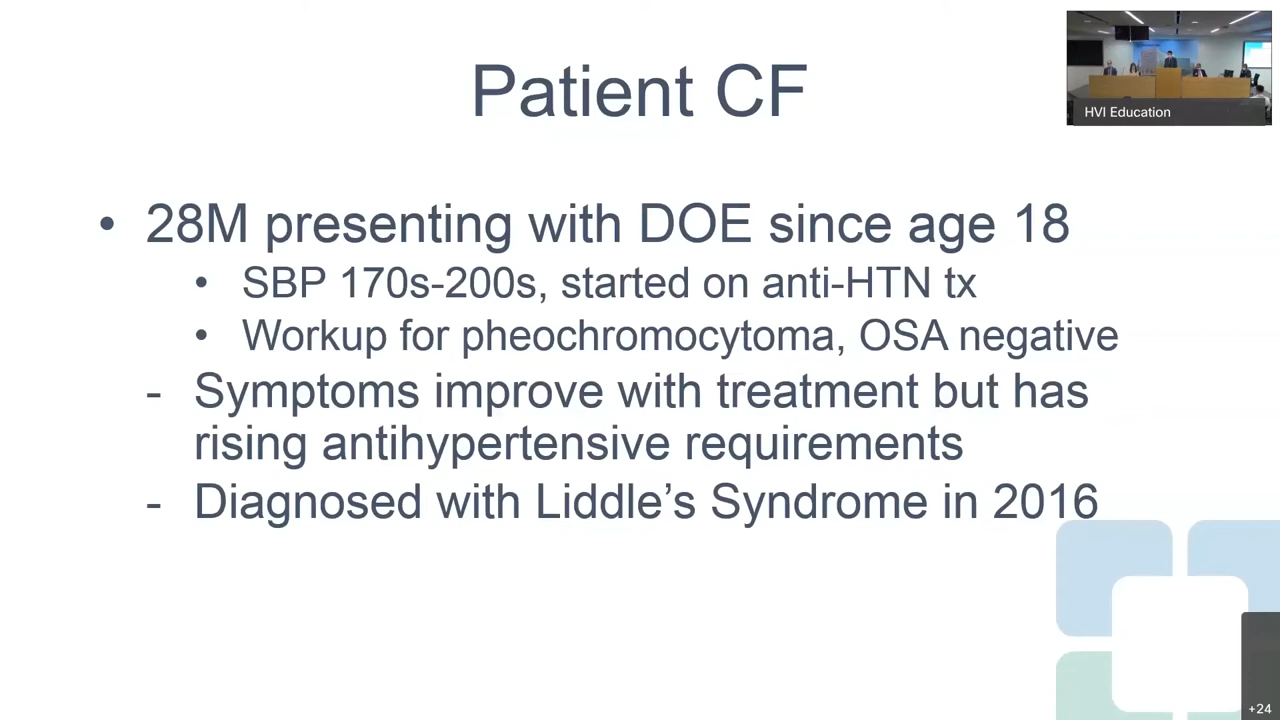 Patient CF
HVI Education
• 28M presenting with DOE since age 18
• SBP 170s-200s, started on anti-HTN tx
• Workup for pheochromocytoma, OSA negative
- Symptoms improve with treatment but has
rising antihypertensive requirements
- Diagnosed with Liddle’s Syndrome in 2016
+24